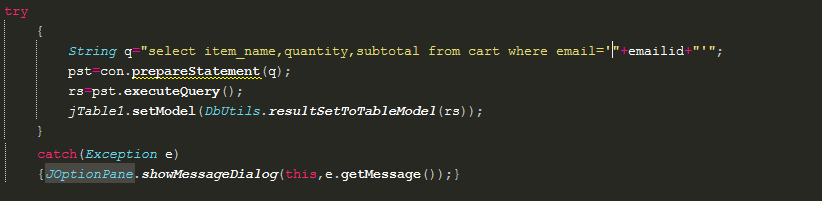 try
{
String q="select item_name,quantity,subtotal from cart where email='"+emailid+"'";
pst=con.prepareStatement(q);
rs=pst.executeQuery();
jTable1.setModel(DbUtils.resultSetToTableModel(rs));
}
catch(Exception e)
{JOptionPane.showMessageDialog(this,e.getMessage());}